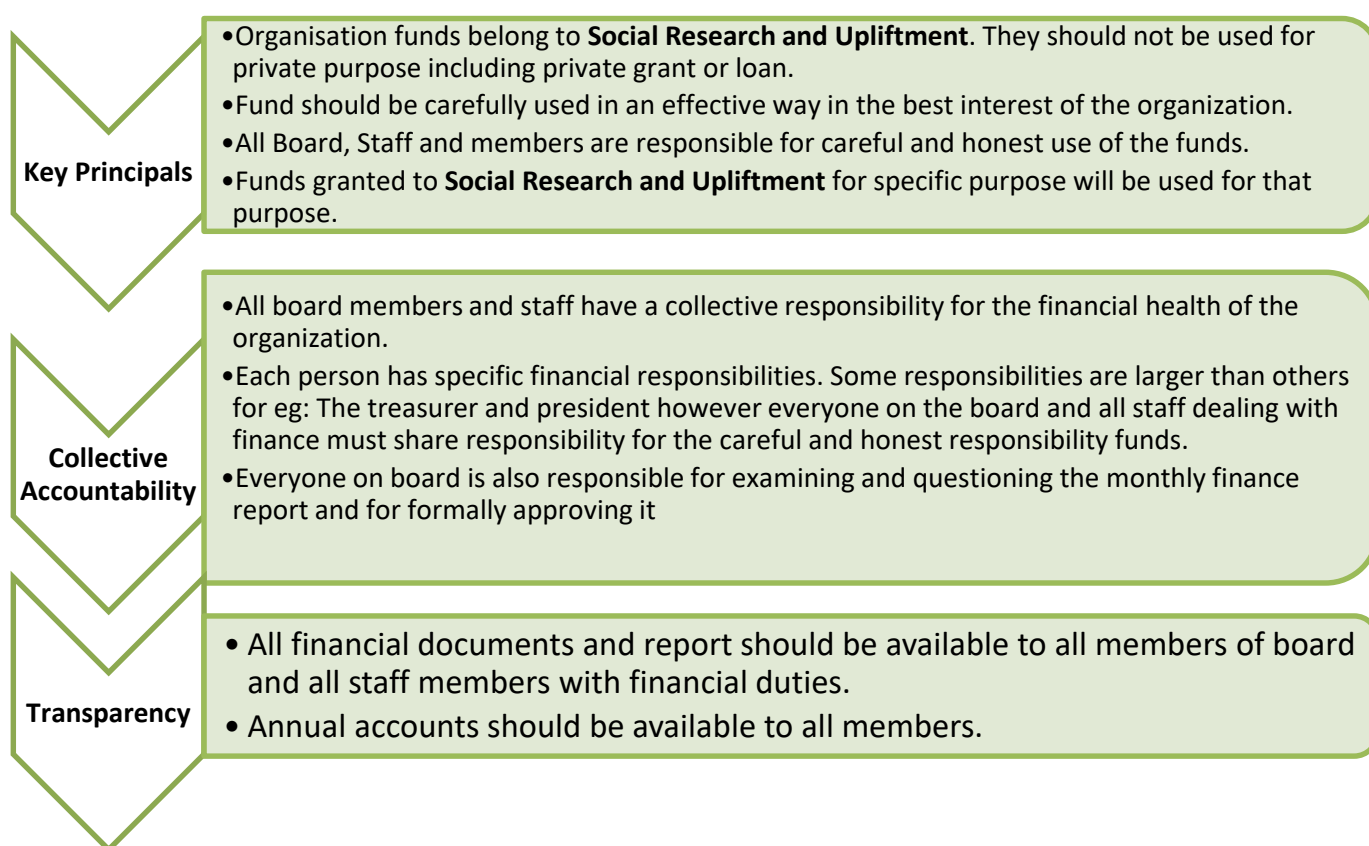 Key Principals
•Organisation funds belong to Social Research and Upliftment. They should not be used for
private purpose including private grant or loan.
•Fund should be carefully used in an effective way in the best interest of the organization.
•All Board, Staff and members are responsible for careful and honest use of the funds.
•Funds granted to Social Research and Upliftment for specific purpose will be used for that
purpose.
Collective
Accountability
•All board members and staff have a collective responsibility for the financial health of the
organization.
•Each person has specific financial responsibilities. Some responsibilities are larger than others
for eg: The treasurer and president however everyone on the board and all staff dealing with
finance must share responsibility for the careful and honest responsibility funds.
•Everyone on board is also responsible for examining and questioning the monthly finance
report and for formally approving it
Transparency
• All financial documents and report should be available to all members of board
and all staff members with financial duties.
• Annual accounts should be available to all members.